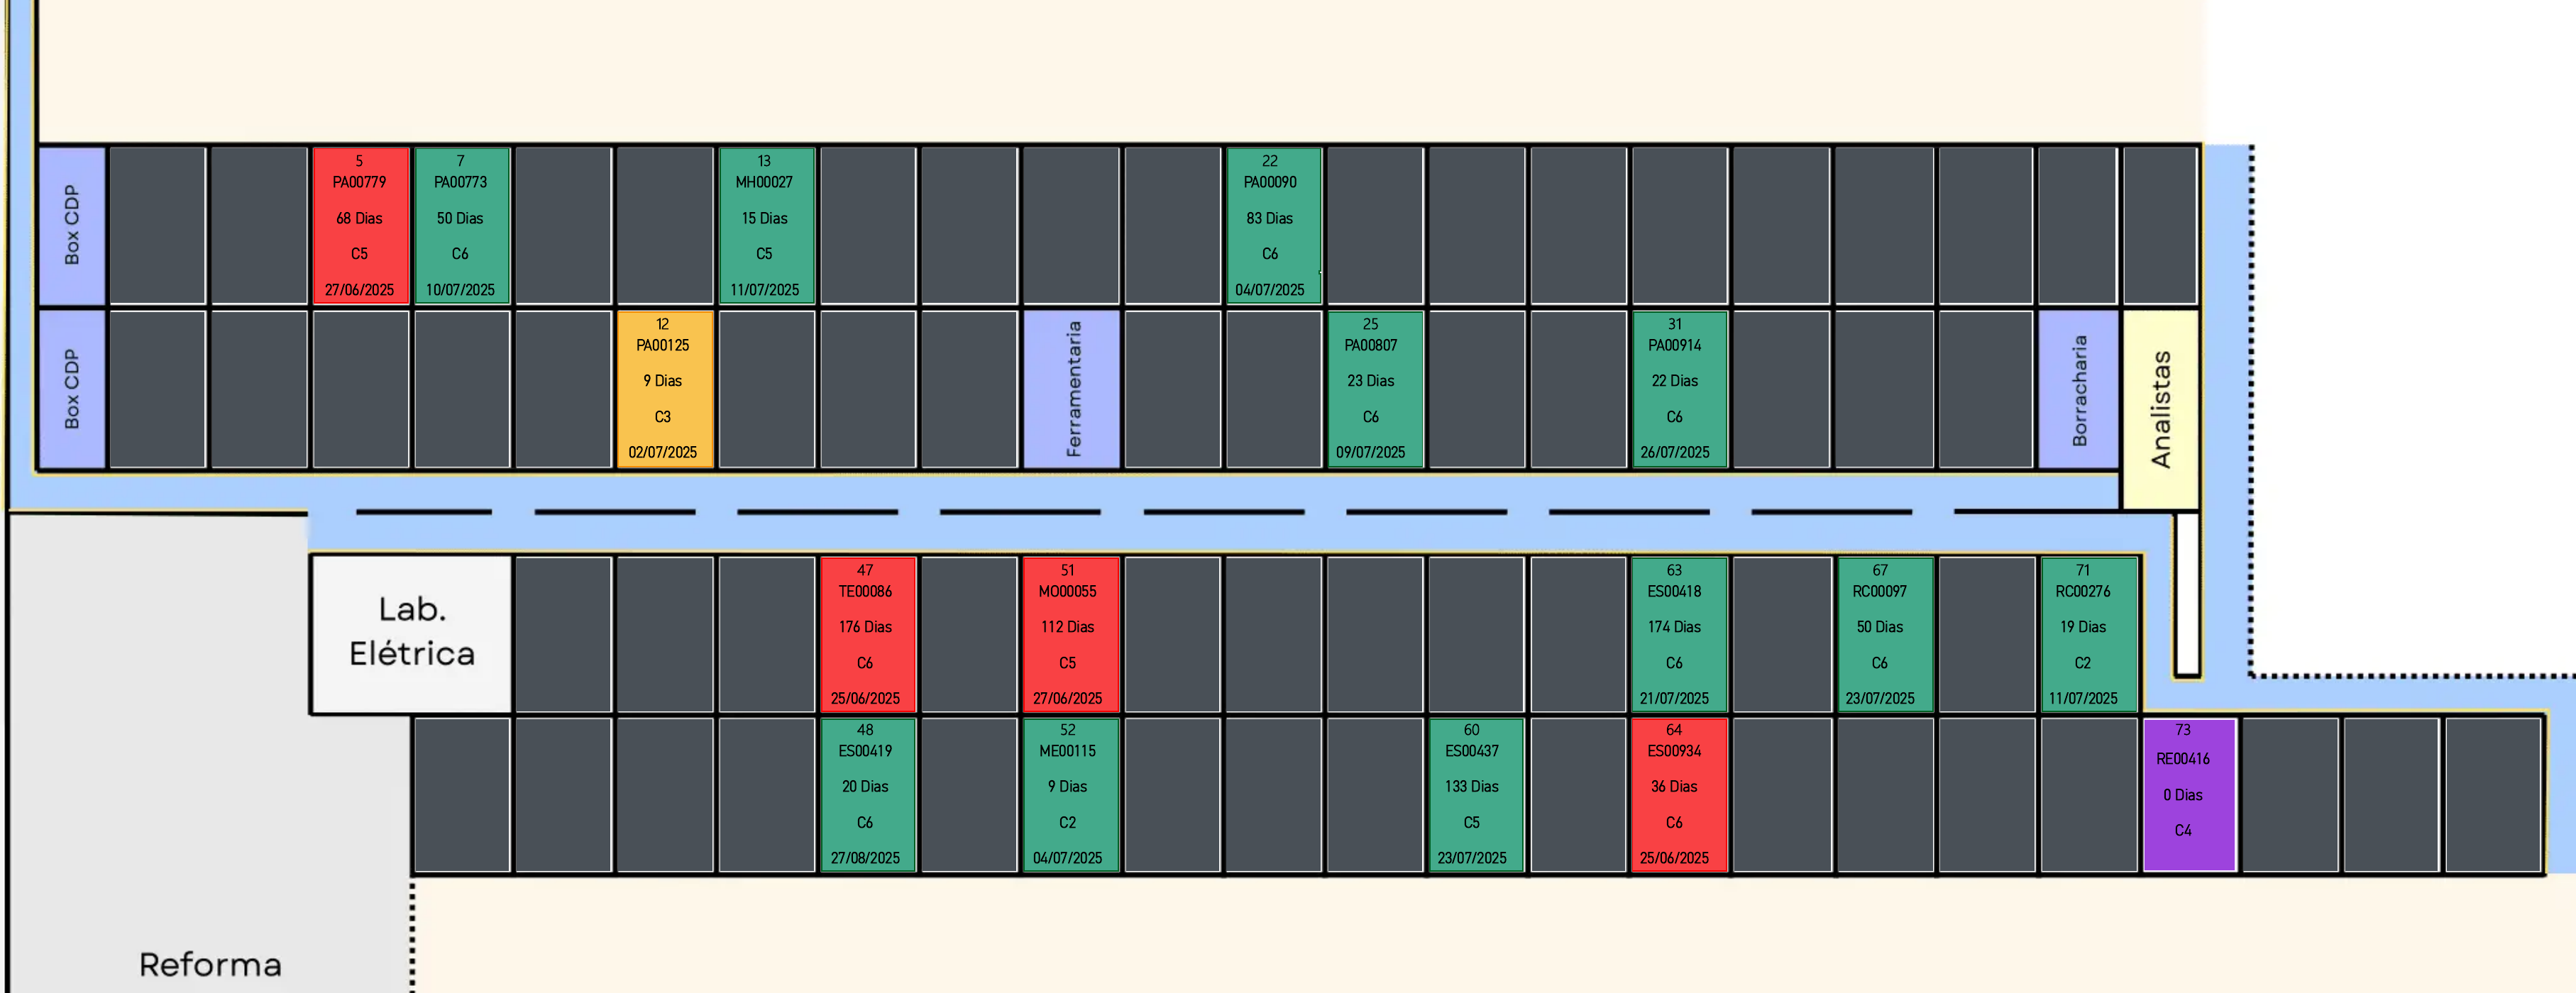 Box CDP
5
PA00779
68 Dias
C5
27/06/2025
7
PA00773
50 Dias
C6
10/07/2025
13
MH00027
15 Dias
C5
11/07/2025
22
PA00090
83 Dias
C6
04/07/2025
Box CDP
12
PA00125
9 Dias
C3
02/07/2025
Ferramentaria
25
PA00807
23 Dias
C6
09/07/2025
31
PA00914
22 Dias
C6
26/07/2025
Borracharia
Analistas
Lab.
Elétrica
47
TE00086
176 Dias
C6
25/06/2025
51
MO00055
112 Dias
C5
27/06/2025
63
ES00418
174 Dias
C6
21/07/2025
67
RC00097
50 Dias
C6
23/07/2025
71
RC00276
19 Dias
C2
11/07/2025
48
ES00419
20 Dias
C6
27/08/2025
52
ME00115
9 Dias
C2
04/07/2025
60
ES00437
133 Dias
C5
23/07/2025
64
ES00934
36 Dias
C6
25/06/2025
73
RE00416
0 Dias
C4
Reforma